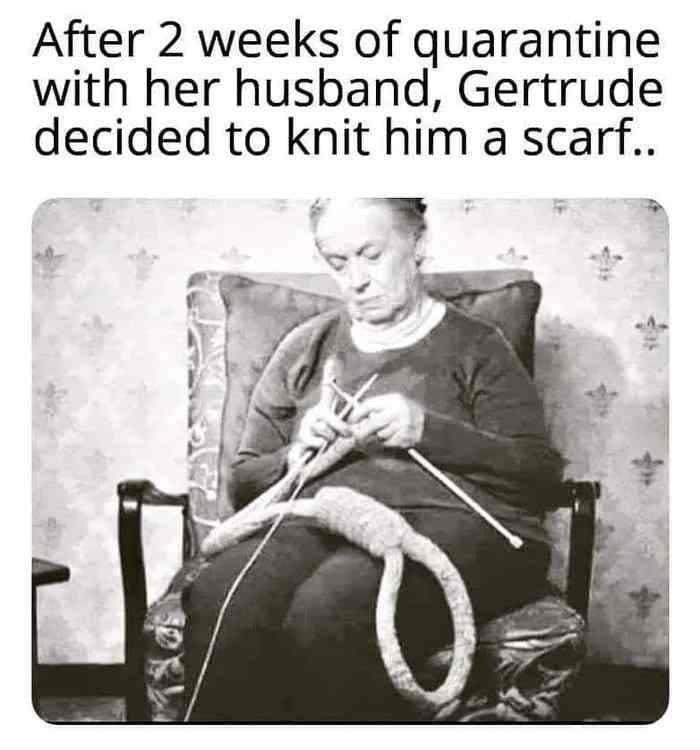 After 2 weeks of quarantine
with her husband, Gertrude
decided to knit him a scarf..